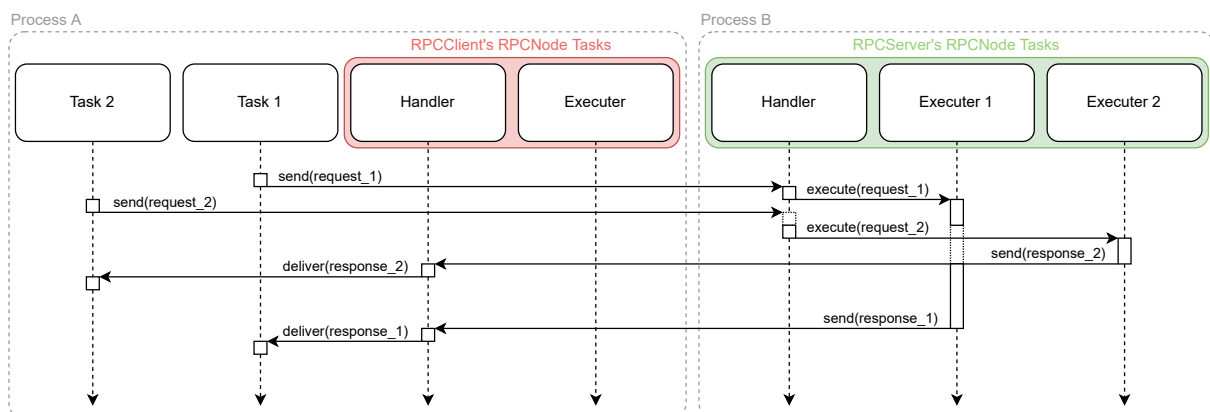 Process A
Process B
RPCClient's RPCNode Tasks
RPCServer's RPCNode Tasks
Task 2
Task 1
Handler
Executer
Handler
Executer 1
Executer 2
send(request_1)
execute(request_1)
send(request_2)
execute(request_2)
send(response_2)
deliver(response_2)
send(response_1)
deliver(response_1)